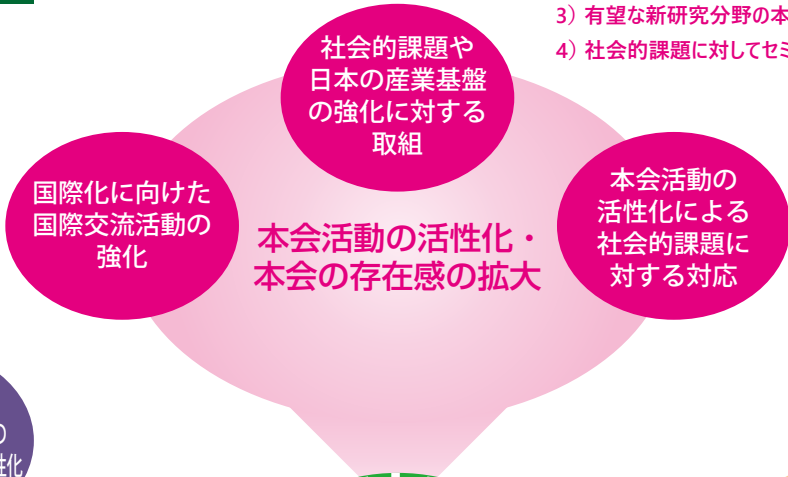 3）有望な新研究分野の本
4）社会的課題に対してセミ
社会的課題や
日本の産業基盤
の強化に対する
取組
国際化に向けた
国際交流活動の
強化
本会活動の活性化・
本会の存在感の拡大
本会活動の
活性化による
社会的課題に
対する対応
の
性化